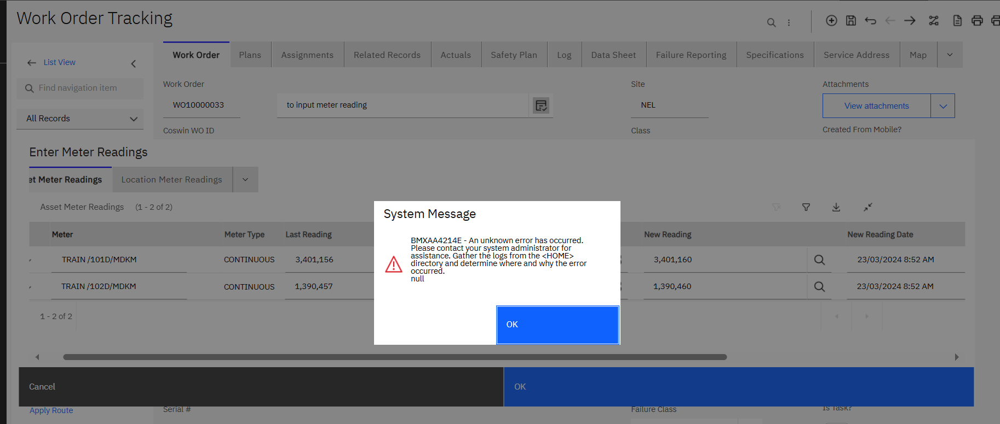 Work Order Tracking
List View
Find navigation item
All Records
Work Order
Plans
Assignments
Related Records
Actuals
Safety Plan
Log
Data Sheet
Failure Reporting
Specifications
Service Address
Map
Work Order
Site
Attachments
WO10000033
to input meter reading
NEL
View attachments
Coswin WO ID
Class
Created From Mobile?
Enter Meter Readings
et Meter Readings
Location Meter Readings
Asset Meter Readings (1 - 2 of 2)
Meter
Meter Type
Last Reading
New Reading
New Reading Date
TRAIN /101D/MDKM
CONTINUOUS
3,401,156
3,401,160
23/03/2024 8:52 AM
TRAIN /102D/MDKM
CONTINUOUS
1,390,457
1,390,460
23/03/2024 8:52 AM
1 - 2 of 2
System Message
BMXAA4214E - An unknown error has occurred.
Please contact your system administrator for
assistance. Gather the logs from the <HOME>
directory and determine where and why the error
occurred.
null
OK
Cancel
OK
Apply Route
Serial #
Failure Class
Is Task?